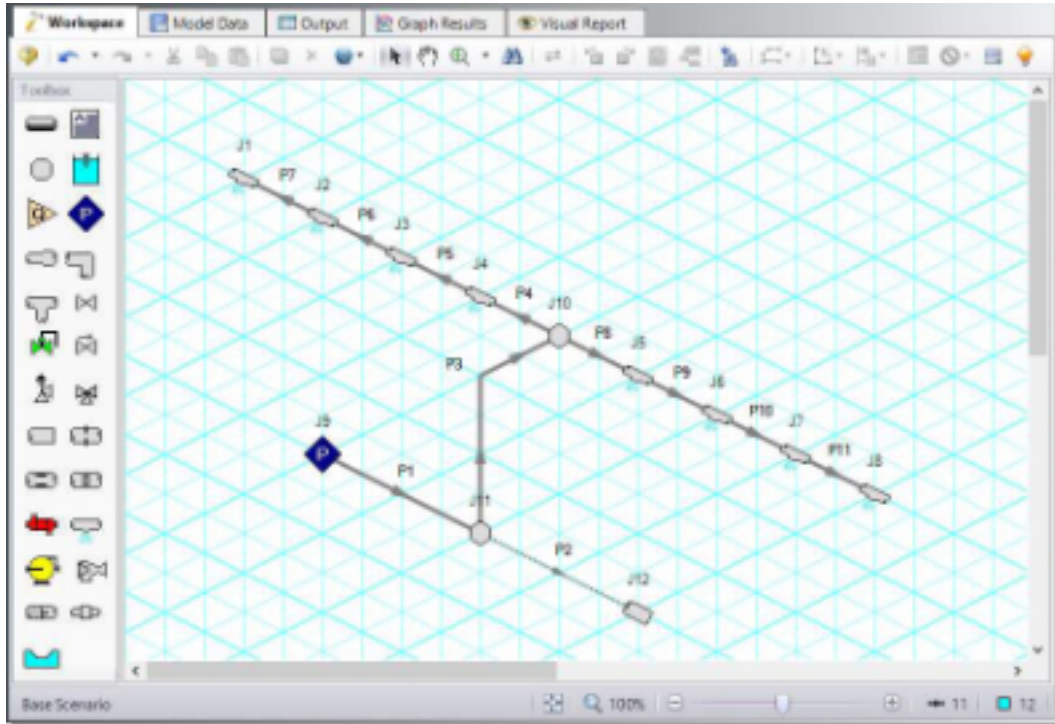 Workspace Model Data Output Graph Results Visual Report
Toolbox
J1
P7
J2
P6
J3
P5
J4
P4
J10
P8
J5
P3
P9
J6
P10
J7
J9
P11
J8
P1
J11
P2
J12
P
P
Base Scenario 100% 11 12